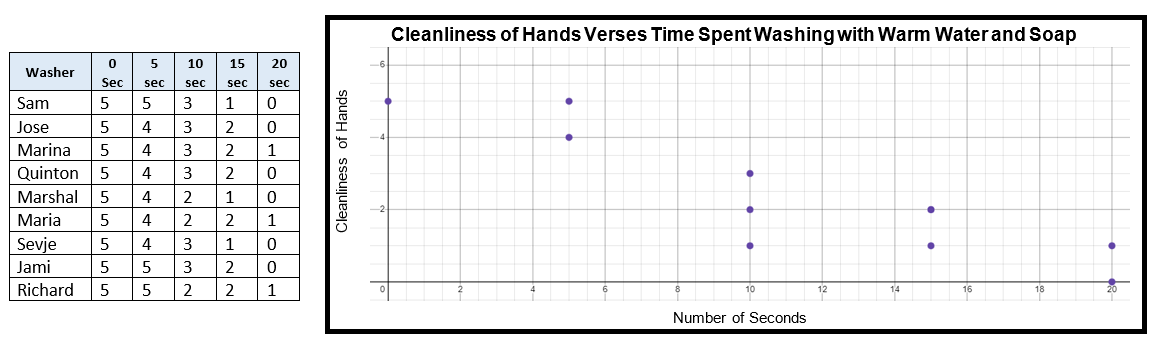 Cleanliness of Hands Verses Time Spent Washing with Warm Water and Soap
Washer 0 Sec 5 sec 10 sec 15 sec 20 sec
Sam 5 5 3 1 0
Jose 5 4 3 2 0
Marina 5 4 3 2 1
Quinton 5 4 3 2 0
Marshal 5 4 2 1 0
Maria 5 4 2 2 1
Sevje 5 4 3 1 0
Jami 5 5 3 2 0
Richard 5 5 2 2 1
Cleanliness of Hands
6
4
2
0 2 4 6 8 10 12 14 16 18 20
Number of Seconds